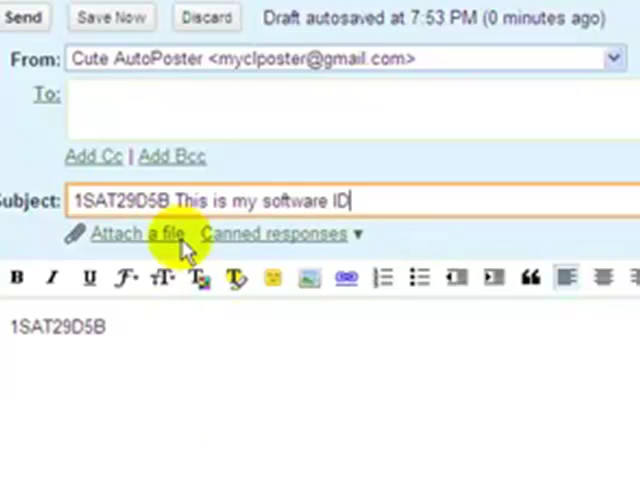 Send Save Now Discard Draft autosaved at 7:53 PM (0 minutes ago)
From: Cute AutoPoster <myclposter@gmail.com>
To:
Add Cc | Add Bcc
Subject: 1SAT29D5B This is my software ID
Attach a file Canned responses ▼
B I U
1SAT29D5B